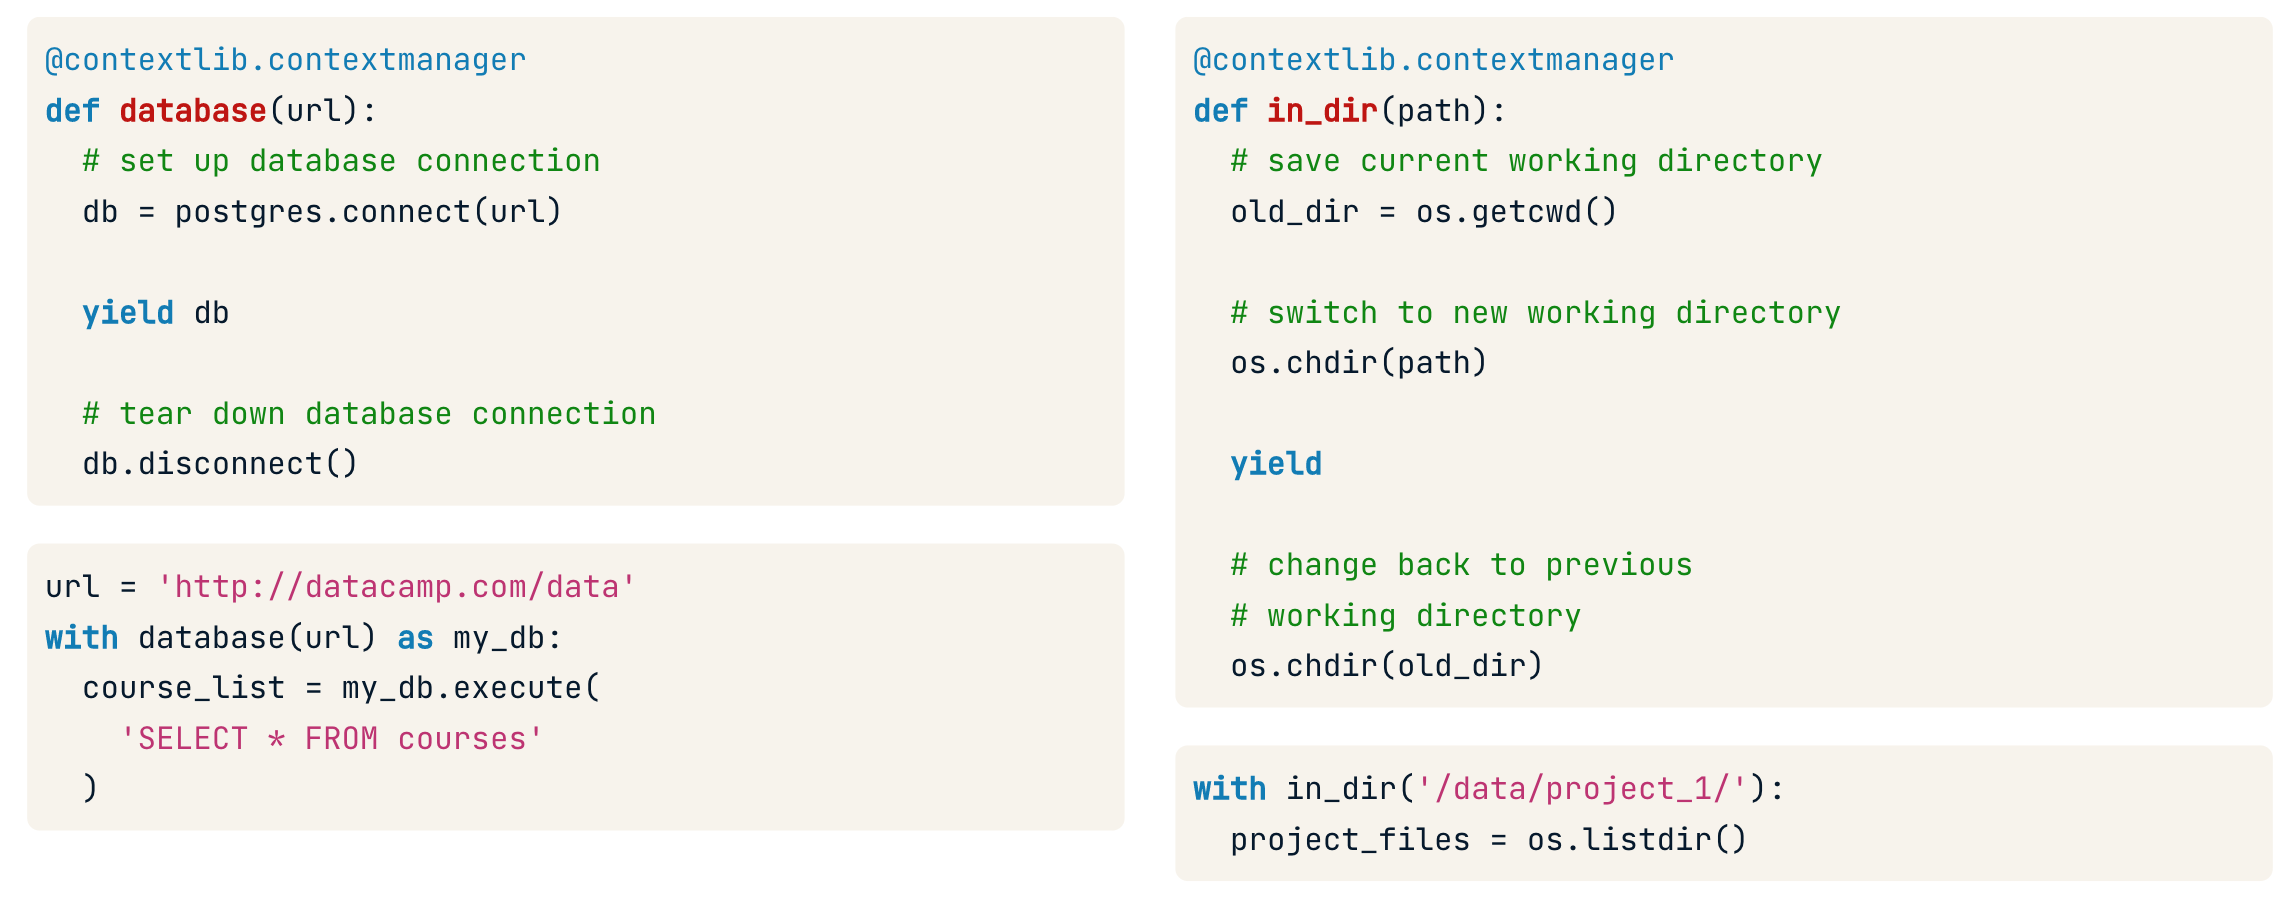 @contextlib.contextmanager
def database(url):
  # set up database connection
  db = postgres.connect(url)

  yield db

  # tear down database connection
  db.disconnect()

url = 'http://datacamp.com/data'
with database(url) as my_db:
  course_list = my_db.execute(
    'SELECT * FROM courses'
  )

@contextlib.contextmanager
def in_dir(path):
  # save current working directory
  old_dir = os.getcwd()

  # switch to new working directory
  os.chdir(path)

  yield

  # change back to previous
  # working directory
  os.chdir(old_dir)

with in_dir('/data/project_1/'):
  project_files = os.listdir()